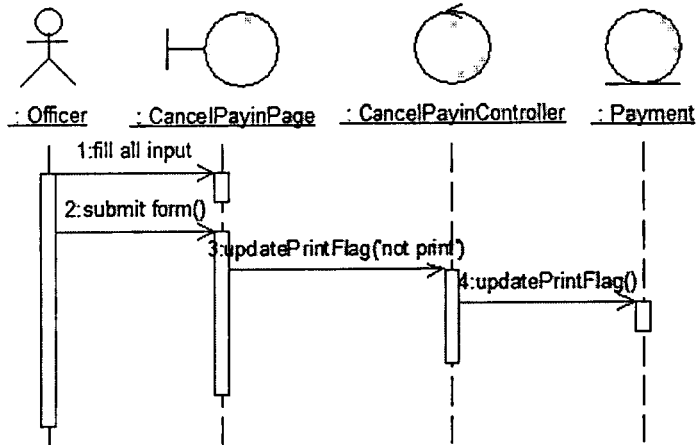 : Officer
: CancelPayinPage
: CancelPayinController
: Payment
1:fill all input
2:submit form()
3:updatePrintFlag('not print')
4:updatePrintFlag()